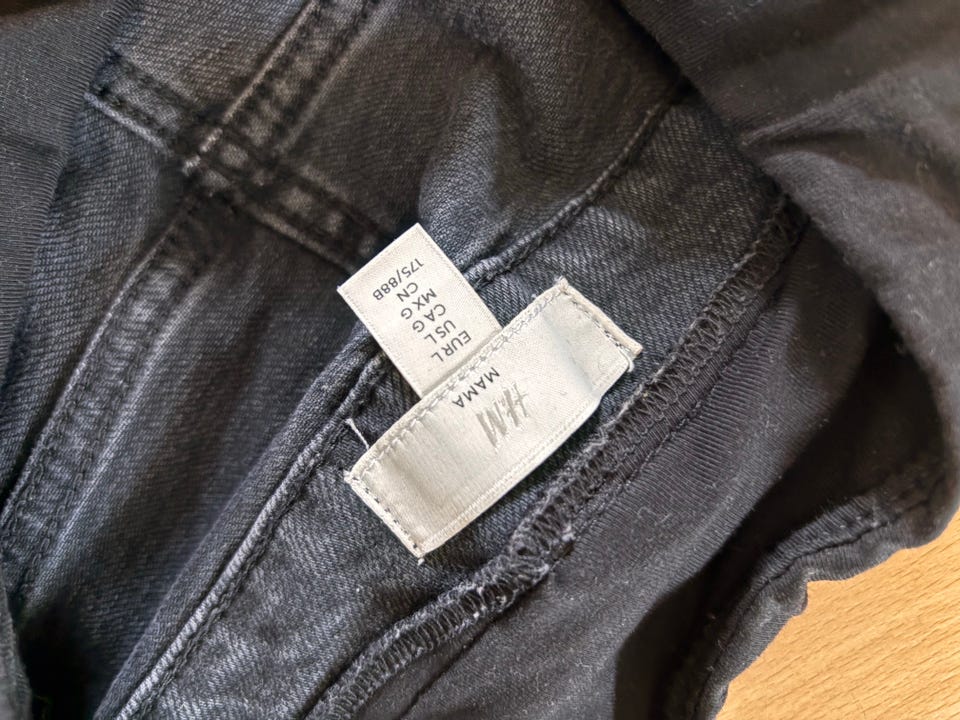 H&M
MAMA
EUR L
US L
CA G
MX G
CN
175/88B